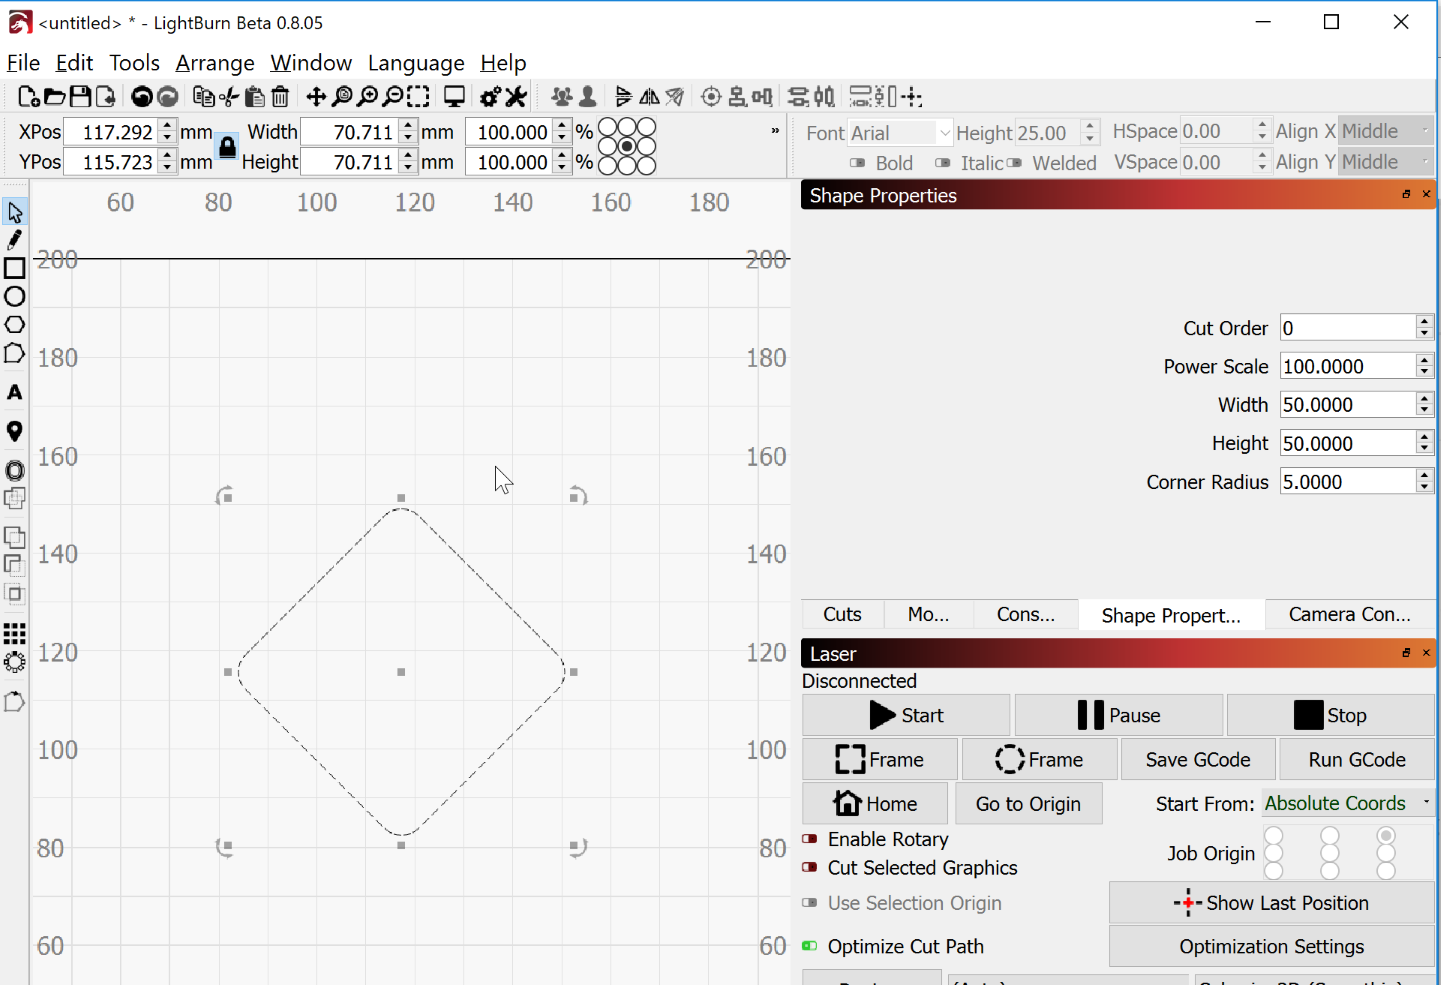 <untitled> * - LightBurn Beta 0.8.05
File Edit Tools Arrange Window Language Help
XPos 117.292 mm Width 70.711 mm 100.000 % » Font Arial Height 25.00 HSpace 0.00 Align X Middle
YPos 115.723 mm Height 70.711 mm 100.000 % Bold Italic Welded VSpace 0.00 Align Y Middle
60 80 100 120 140 160 180
Shape Properties
200 200
Cut Order 0
180 180
Power Scale 100.0000
Width 50.0000
Height 50.0000
A
160 160
Corner Radius 5.0000
140 140
Cuts Mo... Cons... Shape Propert... Camera Con...
120 120
Laser
Disconnected
Start Pause Stop
100 100
Frame Frame Save GCode Run GCode
Home Go to Origin Start From: Absolute Coords
80 80
Enable Rotary
Job Origin
Cut Selected Graphics
Use Selection Origin Show Last Position
60 60
Optimize Cut Path Optimization Settings